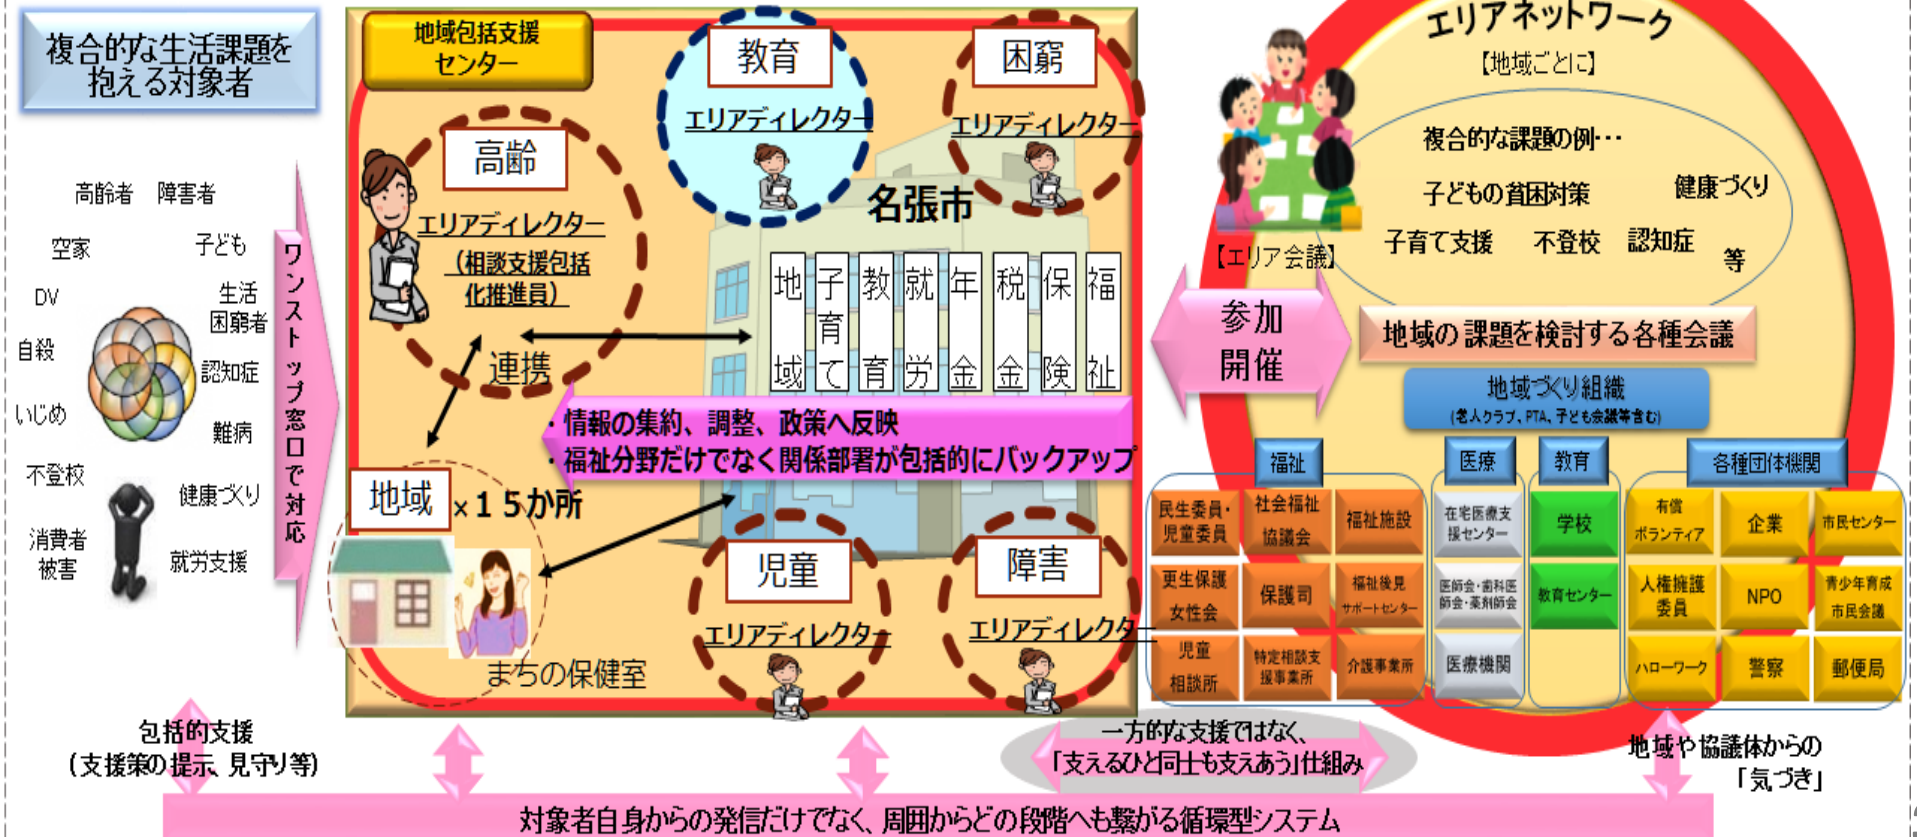 複合的な生活課題を
抱える対象者
高齢者
障害者
空家
子ども
DV
生活
困窮者
自殺
認知症
いじめ
難病
不登校
健康づくり
消費者
被害
就労支援
ワンストップ窓口で対応
地域包括支援
センター
教育
エリアディレクター
困窮
エリアディレクター
高齢
エリアディレクター
(相談支援包括
化推進員)
連携
名張市
地域
子育て
教育
就労
年金
税金
保険
福祉
・情報の集約、調整、政策へ反映
・福祉分野だけでなく関係部署が包括的にバックアップ
地域
×15か所
まちの保健室
児童
エリアディレクター
障害
エリアディレクター
エリアネットワーク
【地域ごとに】
複合的な課題の例…
子どもの貧困対策
健康づくり
子育て支援
不登校
認知症
等
【エリア会議】
参加
開催
地域の課題を検討する各種会議
地域づくり組織
(老人クラブ、PTA、子ども会議等含む)
福祉
医療
教育
各種団体機関
民生委員・
児童委員
社会福祉
協議会
福祉施設
更生保護
女性会
保護司
福祉後見
サポートセンター
児童
相談所
特定相談支
援事業所
介護事業所
在宅医療支
援センター
医師会・歯科医
師会・薬剤師会
医療機関
学校
教育センター
有償
ボランティア
企業
市民センター
人権擁護
委員
NPO
青少年育成
市民会議
ハローワーク
警察
郵便局
包括的支援
(支援策の提示、見守り等)
一方的な支援ではなく、
「支えるひと同士も支えあう」仕組み
地域や協議体からの
「気づき」
対象者自身からの発信だけでなく、周囲からどの段階へも繋がる循環型システム